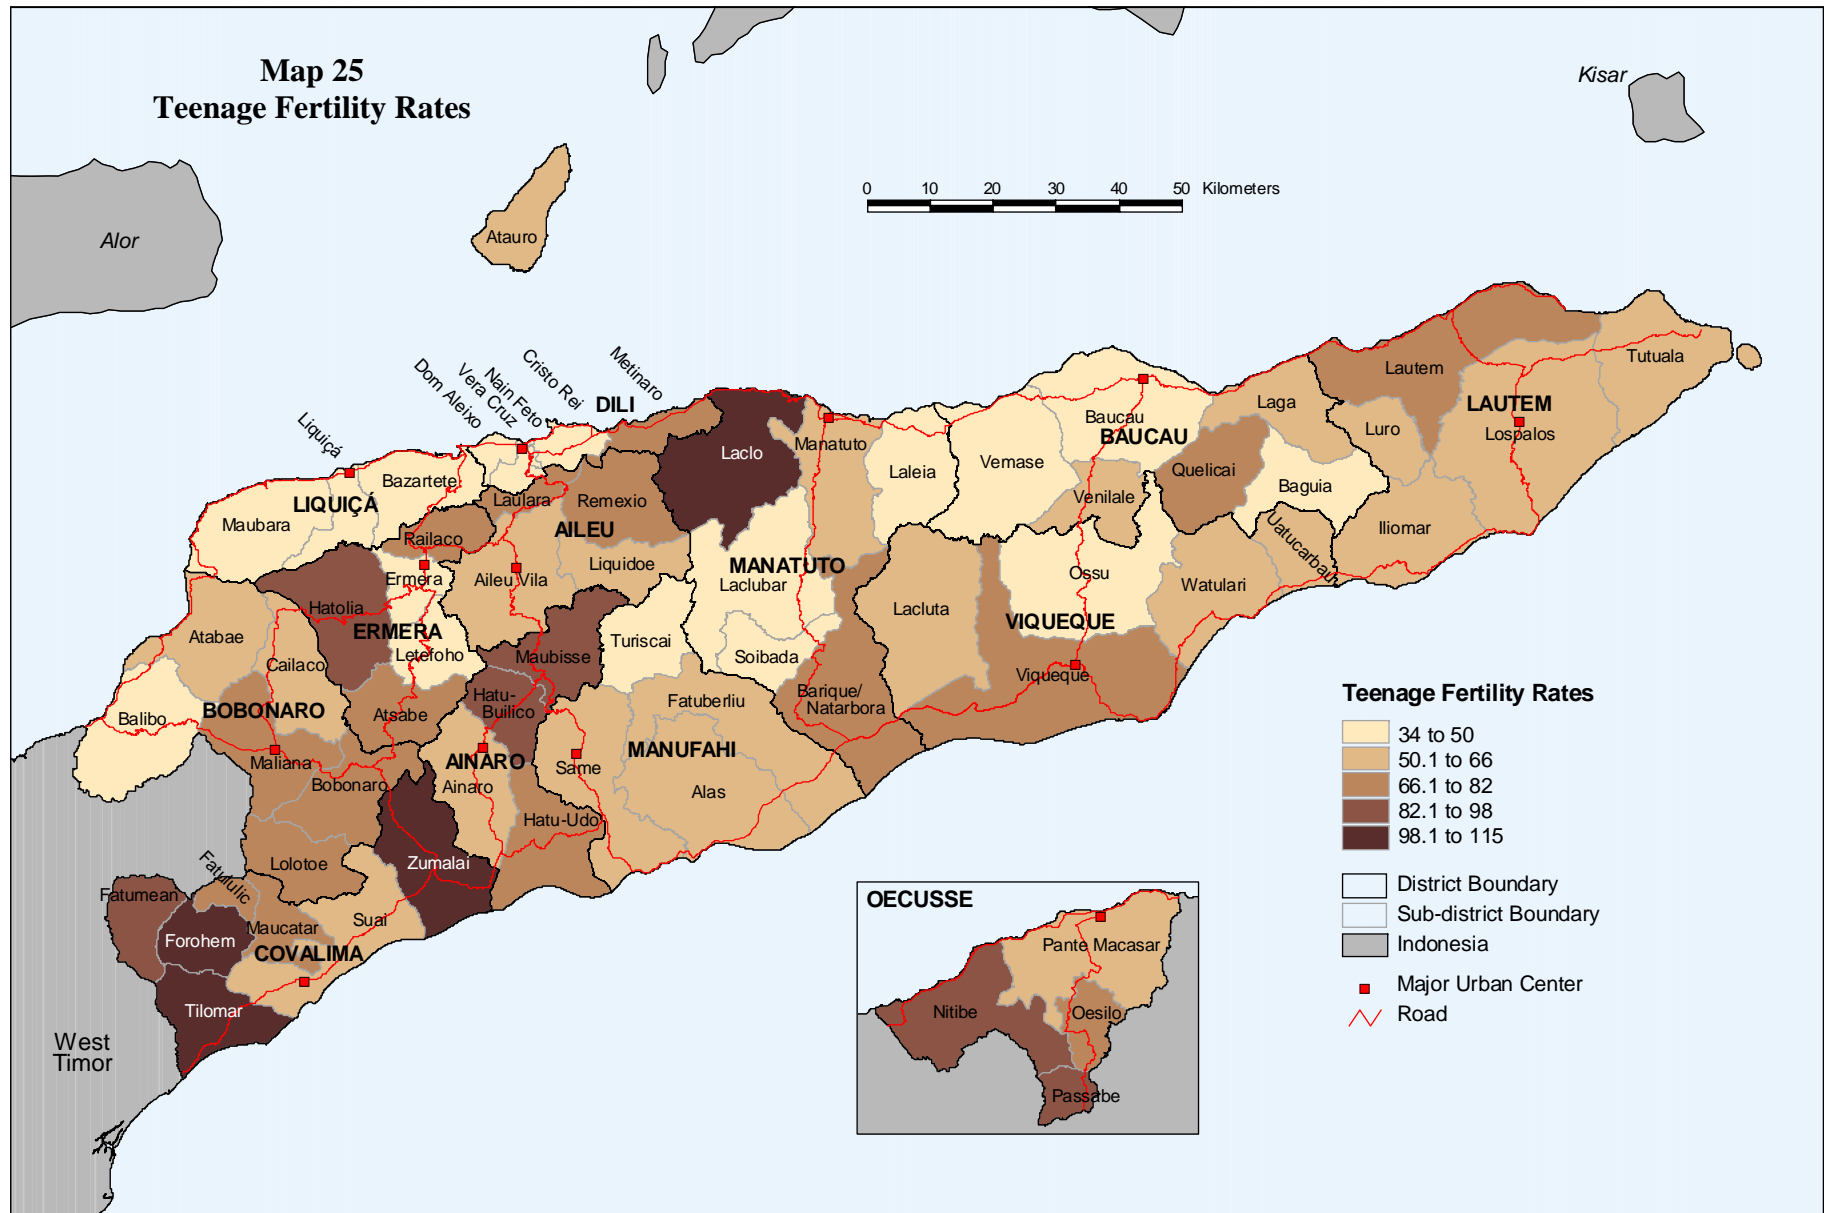 Map 25
Teenage Fertility Rates
Kisar
Alor
Atauro
0 10 20 30 40 50 Kilometers
Liquiçá
Dom Aleixo
Vera Cruz
Nain Feto
Cristo Rei
Metinaro
DILI
Tutuala
Lautem
LAUTEM
Lospalos
Luro
Laga
Baucau
BAUCAU
Manatuto
Laclo
Laleia
Vemase
Venilale
Quelicai
Baguia
Iliomar
Uatucarbau
Bazartete
LIQUIÇÁ
Maubara
Laulara
Remexio
AILEU
Railaco
Liquidoe
Aileu Vila
Ermera
MANATUTO
Laclubar
Ossu
Watulari
Lacluta
VIQUEQUE
Hatolia
ERMERA
Letefoho
Atabae
Cailaco
Turiscai
Soibada
Maubisse
Viqueque
Barique/
Natarbora
Fatuberliu
Hatu-
Builico
Atsabe
Balibo
BOBONARO
MANUFAHI
Maliana
Bobonaro
AINARO
Ainaro
Same
Alas
Hatu-Udo
Zumalai
Lolotoe
Fatululic
Fatumean
Suai
Maucatar
Forohem
COVALIMA
Tilomar
West
Timor
OECUSSE
Pante Macasar
Nitibe
Oesilo
Passabe
Teenage Fertility Rates
34 to 50
50.1 to 66
66.1 to 82
82.1 to 98
98.1 to 115
District Boundary
Sub-district Boundary
Indonesia
Major Urban Center
Road